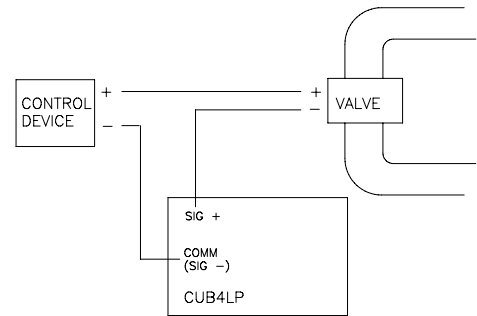 CONTROL
DEVICE
+
−
+
−
VALVE
SIG +
COMM
(SIG −)
CUB4LP